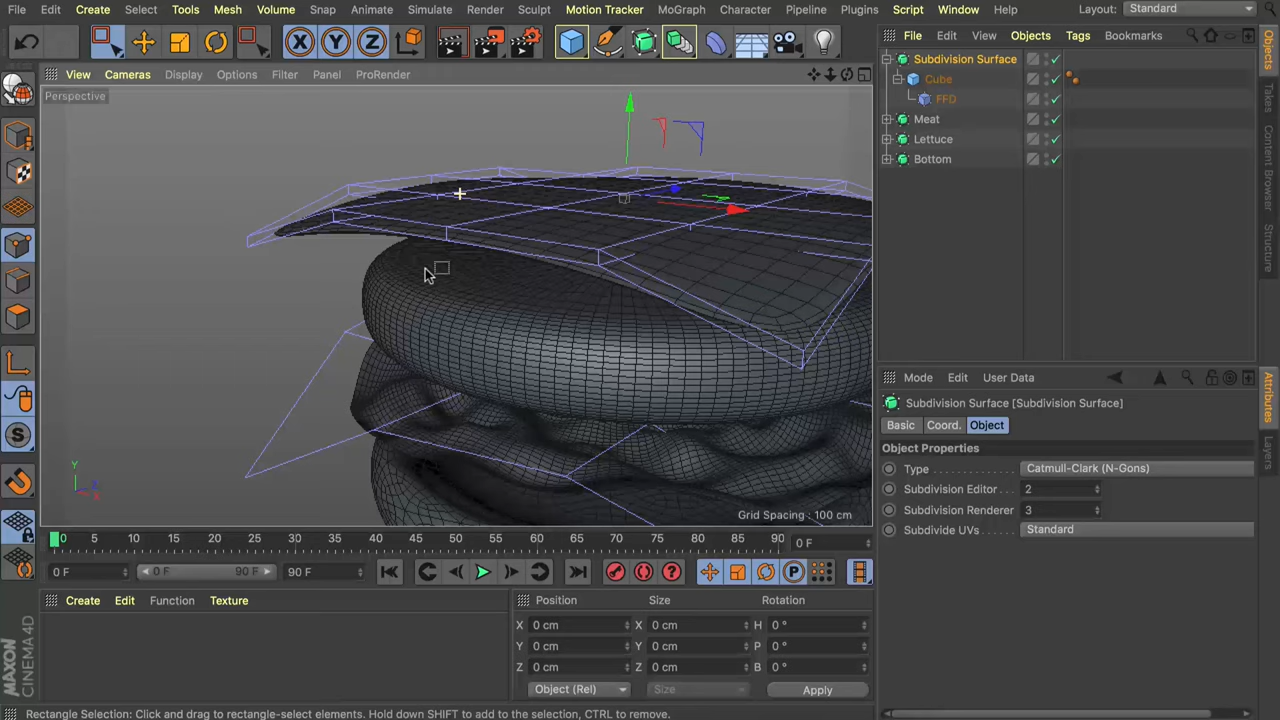 File Edit Create Select Tools Mesh Volume Snap Animate Simulate Render Sculpt Motion Tracker MoGraph Character Pipeline Plugins Script Window Help Layout: Standard
X Y Z
File Edit View Objects Tags Bookmarks
View Cameras Display Options Filter Panel ProRender
Perspective
Subdivision Surface
Cube
FFD
Meat
Lettuce
Bottom
Objects
Takes
Content Browser
Structure
Mode Edit User Data
Subdivision Surface [Subdivision Surface]
Basic Coord. Object
Object Properties
Type Catmull-Clark (N-Gons)
Subdivision Editor . . . 2
Subdivision Renderer 3
Subdivide UVs . . . . . Standard
Attributes
Layers
S
Y
Z
X
Grid Spacing : 100 cm
0 5 10 15 20 25 30 35 40 45 50 55 60 65 70 75 80 85 90 0 F
0 F 0 F 90 F 90 F
P
Create Edit Function Texture
Position Size Rotation
X 0 cm X 0 cm H 0 °
Y 0 cm Y 0 cm P 0 °
Z 0 cm Z 0 cm B 0 °
Object (Rel) Size Apply
MAXON
CINEMA 4D
Rectangle Selection: Click and drag to rectangle-select elements. Hold down SHIFT to add to the selection, CTRL to remove.